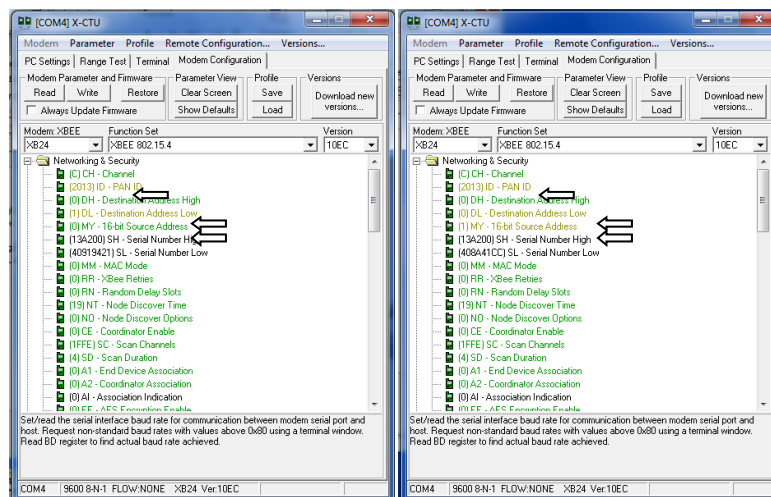 [COM4] X-CTU
Modem Parameter Profile Remote Configuration... Versions...
PC Settings Range Test Terminal Modem Configuration
Modem Parameter and Firmware Parameter View Profile Versions
Read Write Restore Clear Screen Save Download new versions...
Always Update Firmware Show Defaults Load
Modem: XBEE Function Set Version
XB24 XBEE 802.15.4 10EC
Networking & Security
(C) CH - Channel
(2013) ID - PAN ID
(0) DH - Destination Address High
(1) DL - Destination Address Low
(0) MY - 16-bit Source Address
(13A200) SH - Serial Number High
(40919421) SL - Serial Number Low
(0) MM - MAC Mode
(0) RR - XBee Retries
(0) RN - Random Delay Slots
(19) NT - Node Discover Time
(0) NO - Node Discover Options
(0) CE - Coordinator Enable
(1FFE) SC - Scan Channels
(4) SD - Scan Duration
(0) A1 - End Device Association
(0) A2 - Coordinator Association
(0) AI - Association Indication
(0) EE - AES Encryption Enable
Set/read the serial interface baud rate for communication between modem serial port and
host. Request non-standard baud rates with values above 0x80 using a terminal window.
Read BD register to find actual baud rate achieved.
COM4 9600 8-N-1 FLOW:NONE XB24 Ver:10EC
[COM4] X-CTU
Modem Parameter Profile Remote Configuration... Versions...
PC Settings Range Test Terminal Modem Configuration
Modem Parameter and Firmware Parameter View Profile Versions
Read Write Restore Clear Screen Save Download new versions...
Always Update Firmware Show Defaults Load
Modem: XBEE Function Set Version
XB24 XBEE 802.15.4 10EC
Networking & Security
(C) CH - Channel
(2013) ID - PAN ID
(0) DH - Destination Address High
(0) DL - Destination Address Low
(1) MY - 16-bit Source Address
(13A200) SH - Serial Number High
(408A41CC) SL - Serial Number Low
(0) MM - MAC Mode
(0) RR - XBee Retries
(0) RN - Random Delay Slots
(19) NT - Node Discover Time
(0) NO - Node Discover Options
(0) CE - Coordinator Enable
(1FFE) SC - Scan Channels
(4) SD - Scan Duration
(0) A1 - End Device Association
(0) A2 - Coordinator Association
(0) AI - Association Indication
(0) EE - AES Encryption Enable
Set/read the serial interface baud rate for communication between modem serial port and
host. Request non-standard baud rates with values above 0x80 using a terminal window.
Read BD register to find actual baud rate achieved.
COM4 9600 8-N-1 FLOW:NONE XB24 Ver:10EC